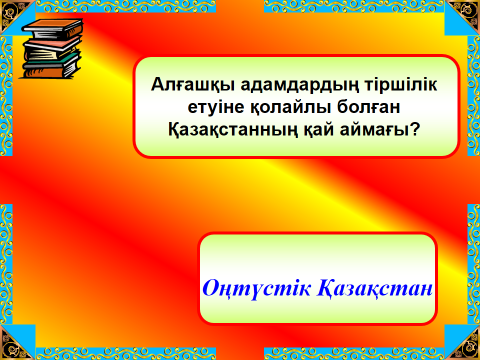 Алғашқы адамдардың тіршілік
етуіне қолайлы болған
Қазақстанның қай аймағы?
Оңтүстік Қазақстан